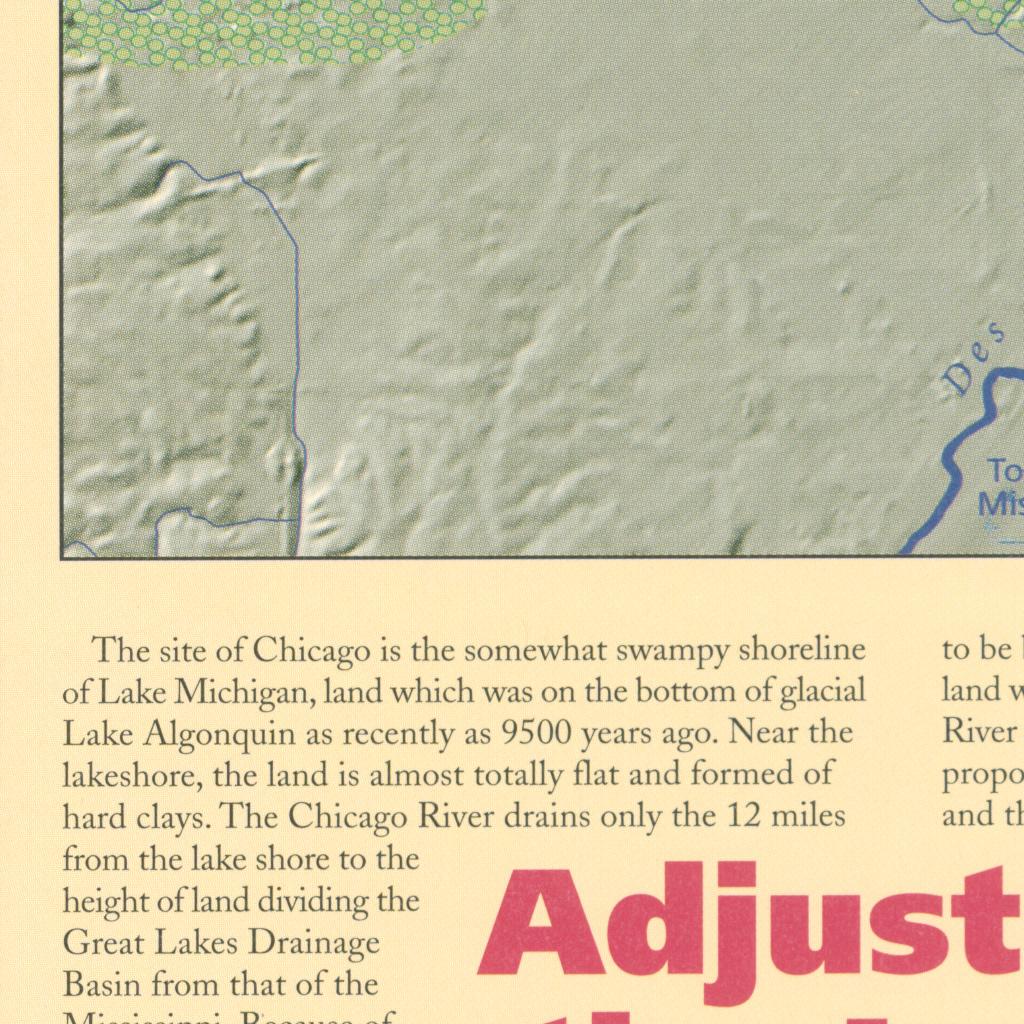 Des
To
Mis
The site of Chicago is the somewhat swampy shoreline
of Lake Michigan, land which was on the bottom of glacial
Lake Algonquin as recently as 9500 years ago. Near the
lakeshore, the land is almost totally flat and formed of
hard clays. The Chicago River drains only the 12 miles
from the lake shore to the
height of land dividing the
Great Lakes Drainage
Basin from that of the
Mississippi. Because of
to be
land w
River
propo
and th
Adjust